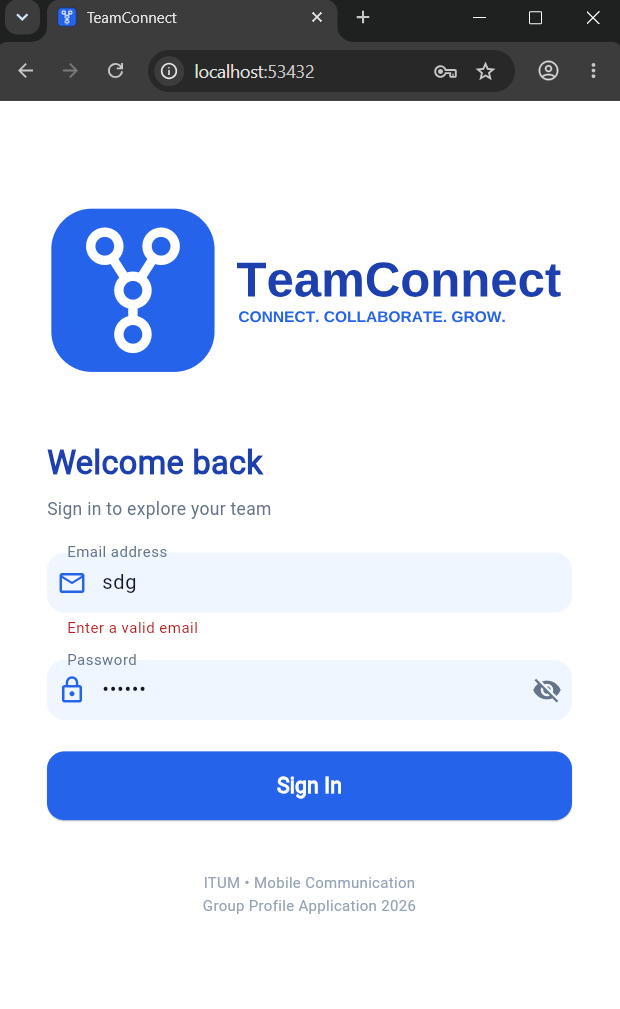 TeamConnect
localhost:53432
TeamConnect
CONNECT. COLLABORATE. GROW.
Welcome back
Sign in to explore your team
Email address
sdg
Enter a valid email
Password
••••••
Sign In
ITUM • Mobile Communication
Group Profile Application 2026